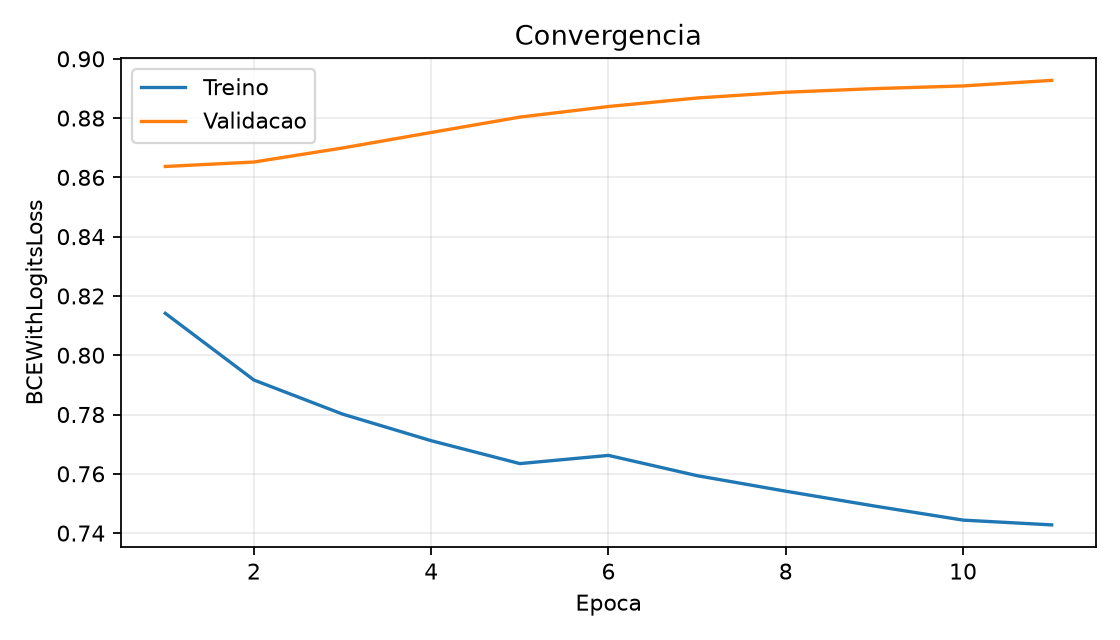 Convergencia
0.90
0.88
0.86
0.84
0.82
0.80
0.78
0.76
0.74
BCEWithLogitsLoss
Treino
Validacao
2 4 6 8 10
Epoca